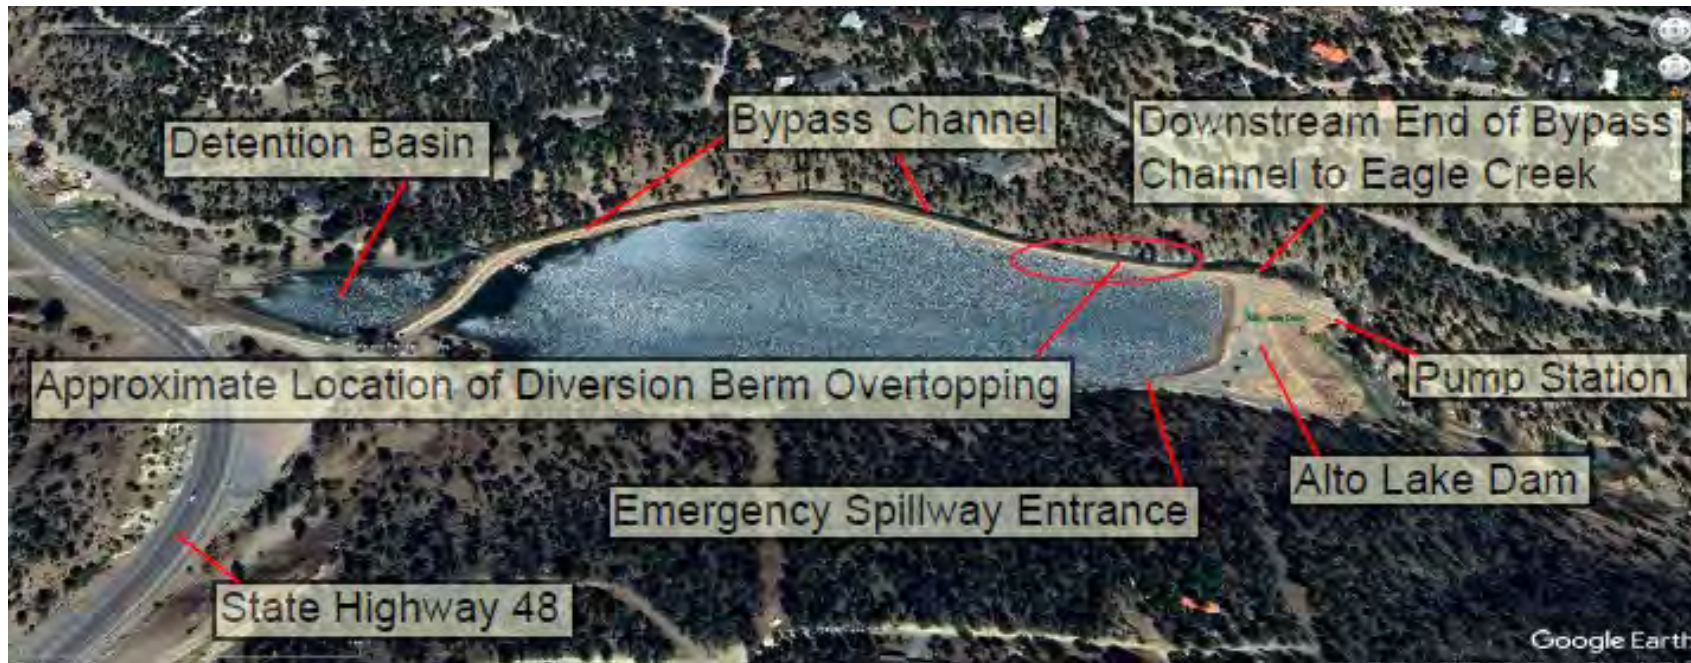 Detention Basin
Bypass Channel
Downstream End of Bypass
Channel to Eagle Creek
Approximate Location of Diversion Berm Overtopping
Pump Station
Alto Lake Dam
Emergency Spillway Entrance
State Highway 48
Google Earth